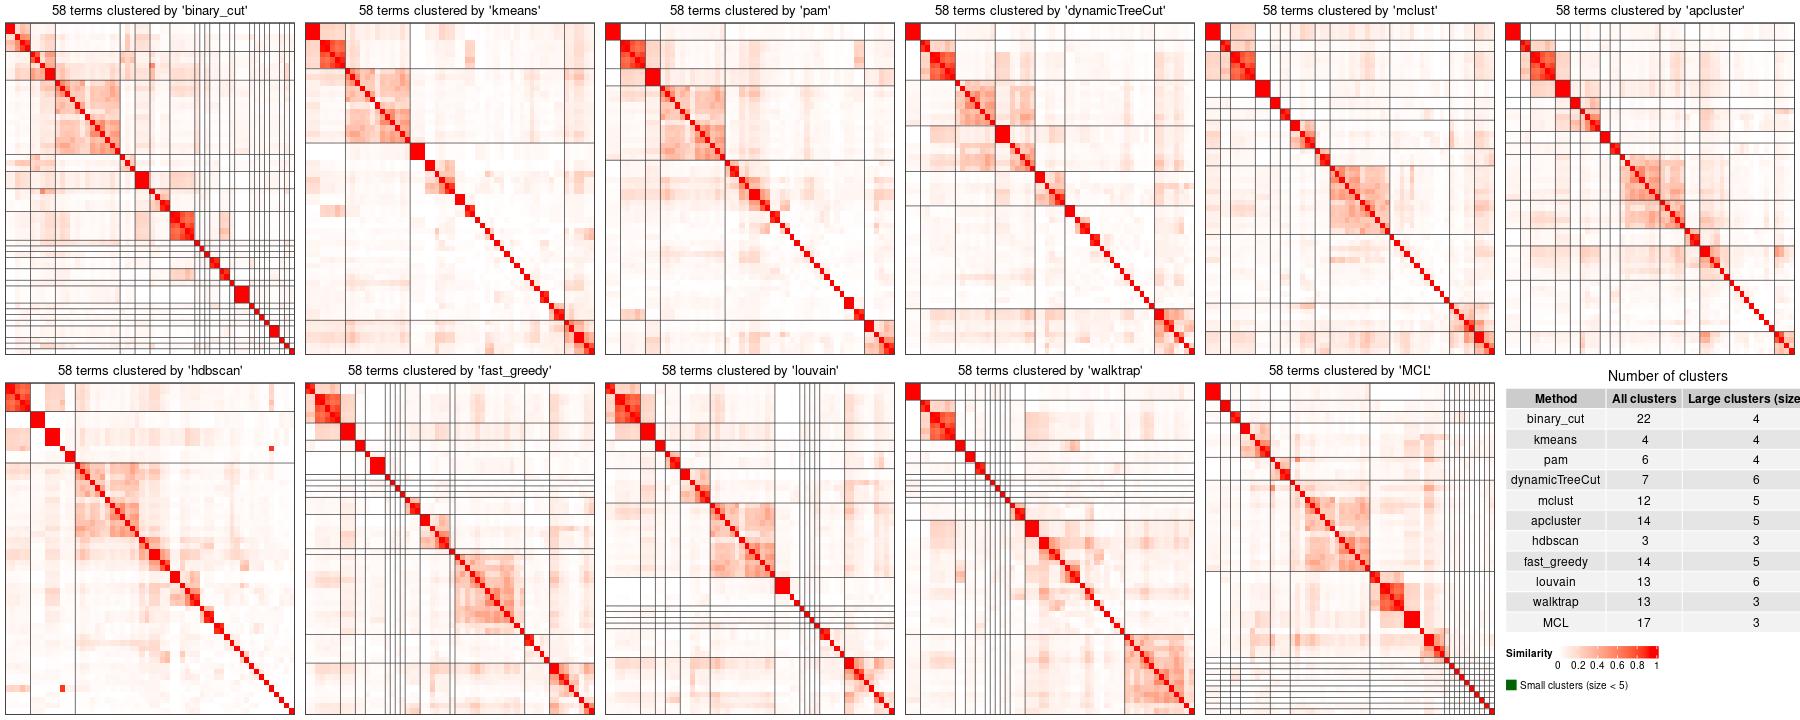 58 terms clustered by 'binary_cut'
58 terms clustered by 'kmeans'
58 terms clustered by 'pam'
58 terms clustered by 'dynamicTreeCut'
58 terms clustered by 'mclust'
58 terms clustered by 'apcluster'
58 terms clustered by 'hdbscan'
58 terms clustered by 'fast_greedy'
58 terms clustered by 'louvain'
58 terms clustered by 'walktrap'
58 terms clustered by 'MCL'
Number of clusters
Method All clusters Large clusters (size
binary_cut 22 4
kmeans 4 4
pam 6 4
dynamicTreeCut 7 6
mclust 12 5
apcluster 14 5
hdbscan 3 3
fast_greedy 14 5
louvain 13 6
walktrap 13 3
MCL 17 3
Similarity
0 0.2 0.4 0.6 0.8 1
Small clusters (size < 5)